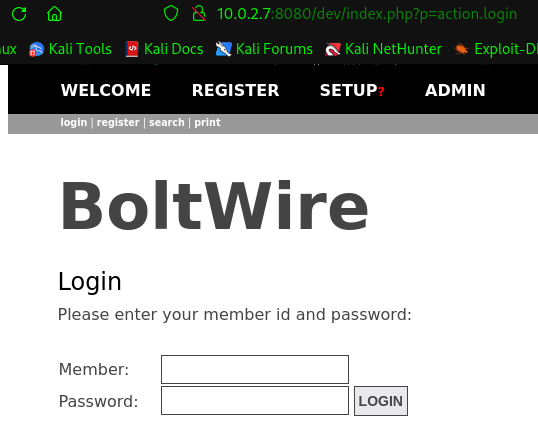 10.0.2.7:8080/dev/index.php?p=action.login
ux Kali Tools Kali Docs Kali Forums Kali NetHunter Exploit-D
WELCOME REGISTER SETUP? ADMIN
login | register | search | print
BoltWire
Login
Please enter your member id and password:
Member:
Password: LOGIN